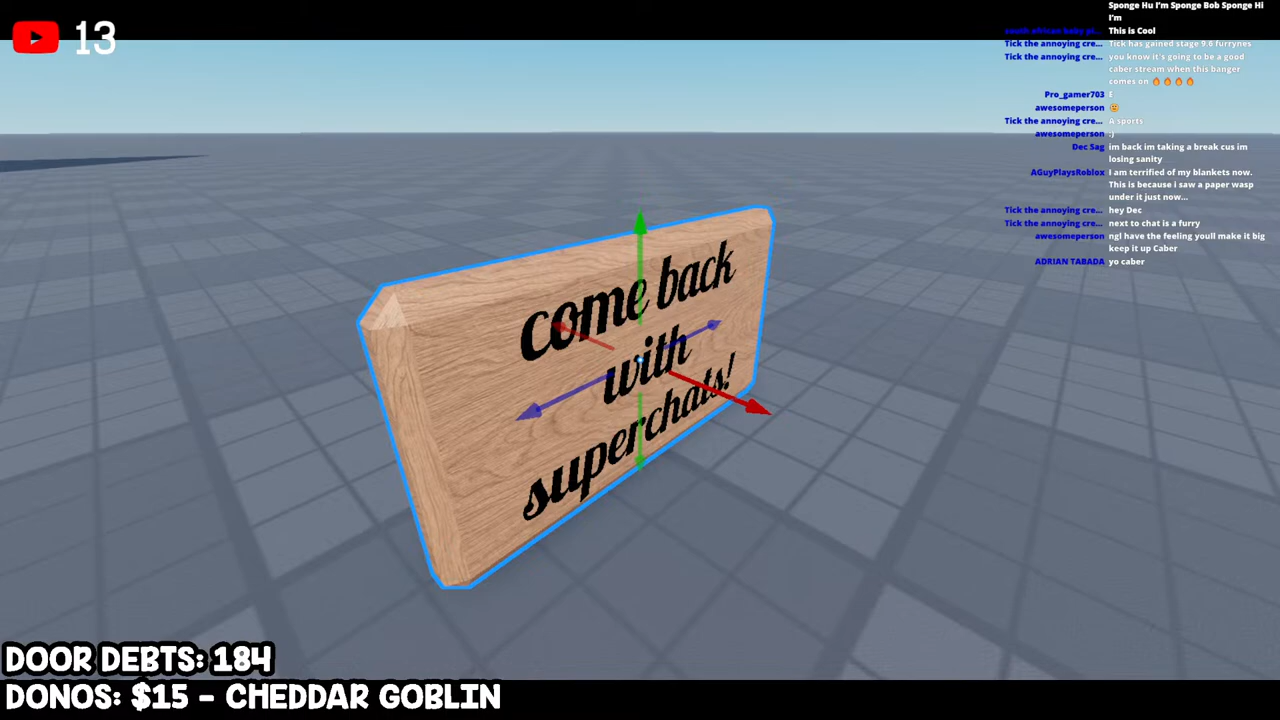 13
Sponge Hu I'm Sponge Bob Sponge Hi
I'm
This is Cool
Tick the annoying cre... Tick has gained stage 9.6 furrynes
Tick the annoying cre... you know it's going to be a good
caber stream when this banger
comes on 🔥 🔥 🔥 🔥
Pro_gamer703 E
awesomeperson
Tick the annoying cre... A sports
awesomeperson :)
Dec Sag im back im taking a break cus im
losing sanity
AGuyPlaysRoblox I am terrified of my blankets now.
This is because i saw a paper wasp
under it just now...
Tick the annoying cre... hey Dec
Tick the annoying cre... next to chat is a furry
awesomeperson ngl have the feeling youll make it big
keep it up Caber
ADRIAN TABADA yo caber
come back
with
superchats!
DOOR DEBTS: 184
DONOS: $15 - CHEDDAR GOBLIN